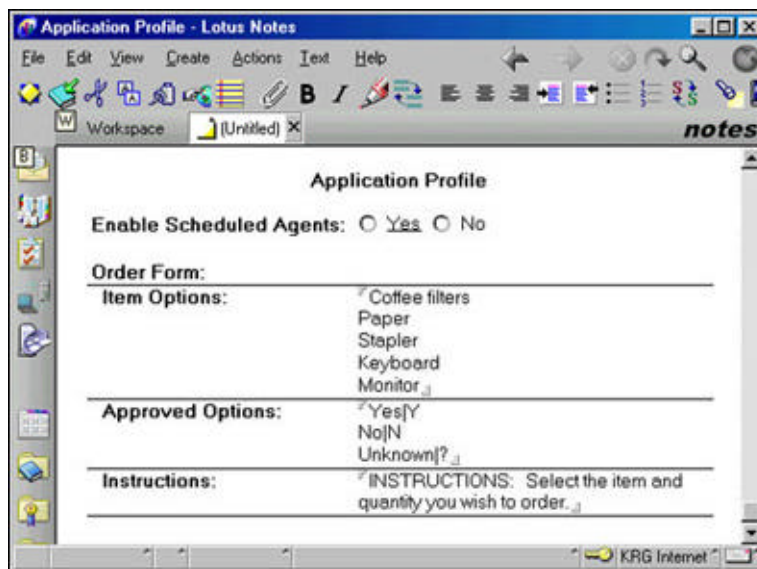 Application Profile - Lotus Notes
File Edit View Create Actions Text Help
B I
W Workspace (Untitled)
notes
B
Application Profile
Enable Scheduled Agents: Yes No
Order Form:
Item Options: Coffee filters
Paper
Stapler
Keyboard
Monitor
Approved Options: Yes|Y
No|N
Unknown|?
Instructions: INSTRUCTIONS: Select the item and
quantity you wish to order.
KRG Internet